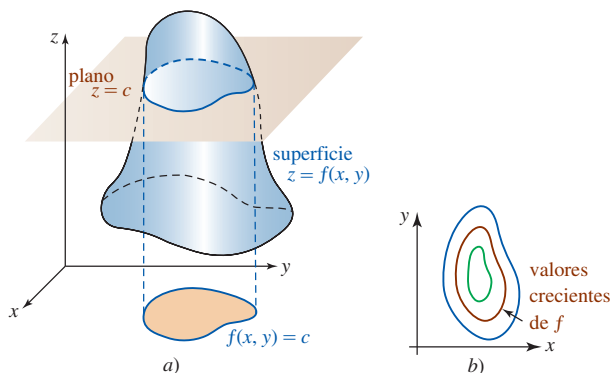 z
plano
z = c
superficie
z = f(x, y)
y
x
f(x, y) = c
a)
y
valores
crecientes
de f
x
b)